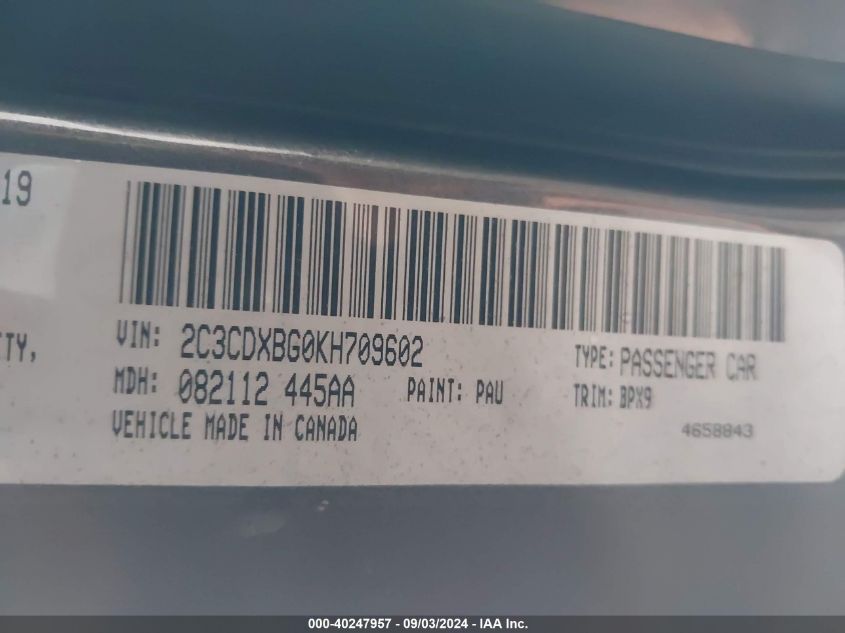 19
VIN: 2C3CDXBG0KH709602
TYPE: PASSENGER CAR
ITY,
MDH: 082112 445AA
PAINT: PAU
TRIM: BPX9
VEHICLE MADE IN CANADA
4658843
000-40247957 - 09/03/2024 - IAA Inc.